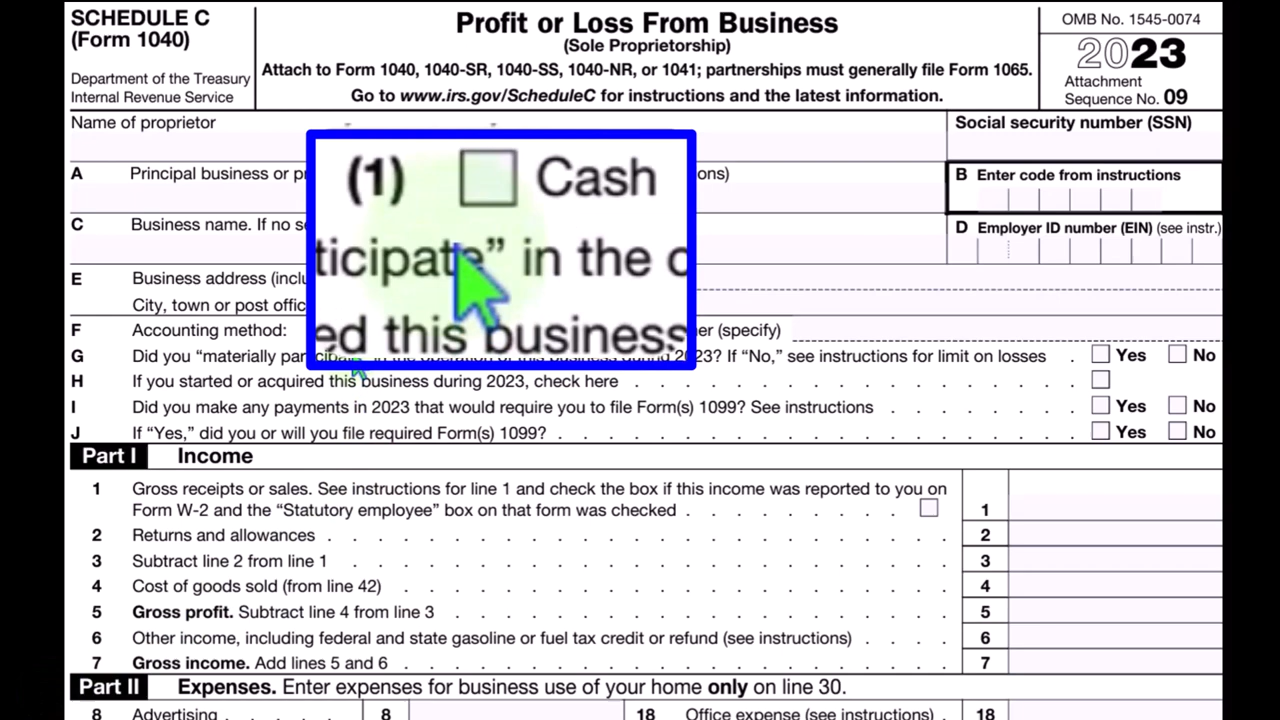 SCHEDULE C
(Form 1040)
Department of the Treasury
Internal Revenue Service
Profit or Loss From Business
(Sole Proprietorship)
Attach to Form 1040, 1040-SR, 1040-SS, 1040-NR, or 1041; partnerships must generally file Form 1065.
Go to www.irs.gov/ScheduleC for instructions and the latest information.
OMB No. 1545-0074
2023
Attachment
Sequence No. 09
Name of proprietor
Social security number (SSN)
A Principal business or
B Enter code from instructions
C Business name. If no
D Employer ID number (EIN) (see instr.)
E Business address
City, town or post
(1) Cash
in the
this business
F Accounting method: (specify)
G Did you “materially business during 2023? If “No,” see instructions for limit on losses . Yes No
H If you started or acquired this business during 2023, check here
I Did you make any payments in 2023 that would require you to file Form(s) 1099? See instructions Yes No
J If “Yes,” did you or will you file required Form(s) 1099? Yes No
Part I Income
1 Gross receipts or sales. See instructions for line 1 and check the box if this income was reported to you on
Form W-2 and the “Statutory employee” box on that form was checked 1
2 Returns and allowances 2
3 Subtract line 2 from line 1 3
4 Cost of goods sold (from line 42) 4
5 Gross profit. Subtract line 4 from line 3 5
6 Other income, including federal and state gasoline or fuel tax credit or refund (see instructions) 6
7 Gross income. Add lines 5 and 6 7
Part II Expenses. Enter expenses for business use of your home only on line 30.
8 Advertising 8 18 Office expense (see instructions) 18